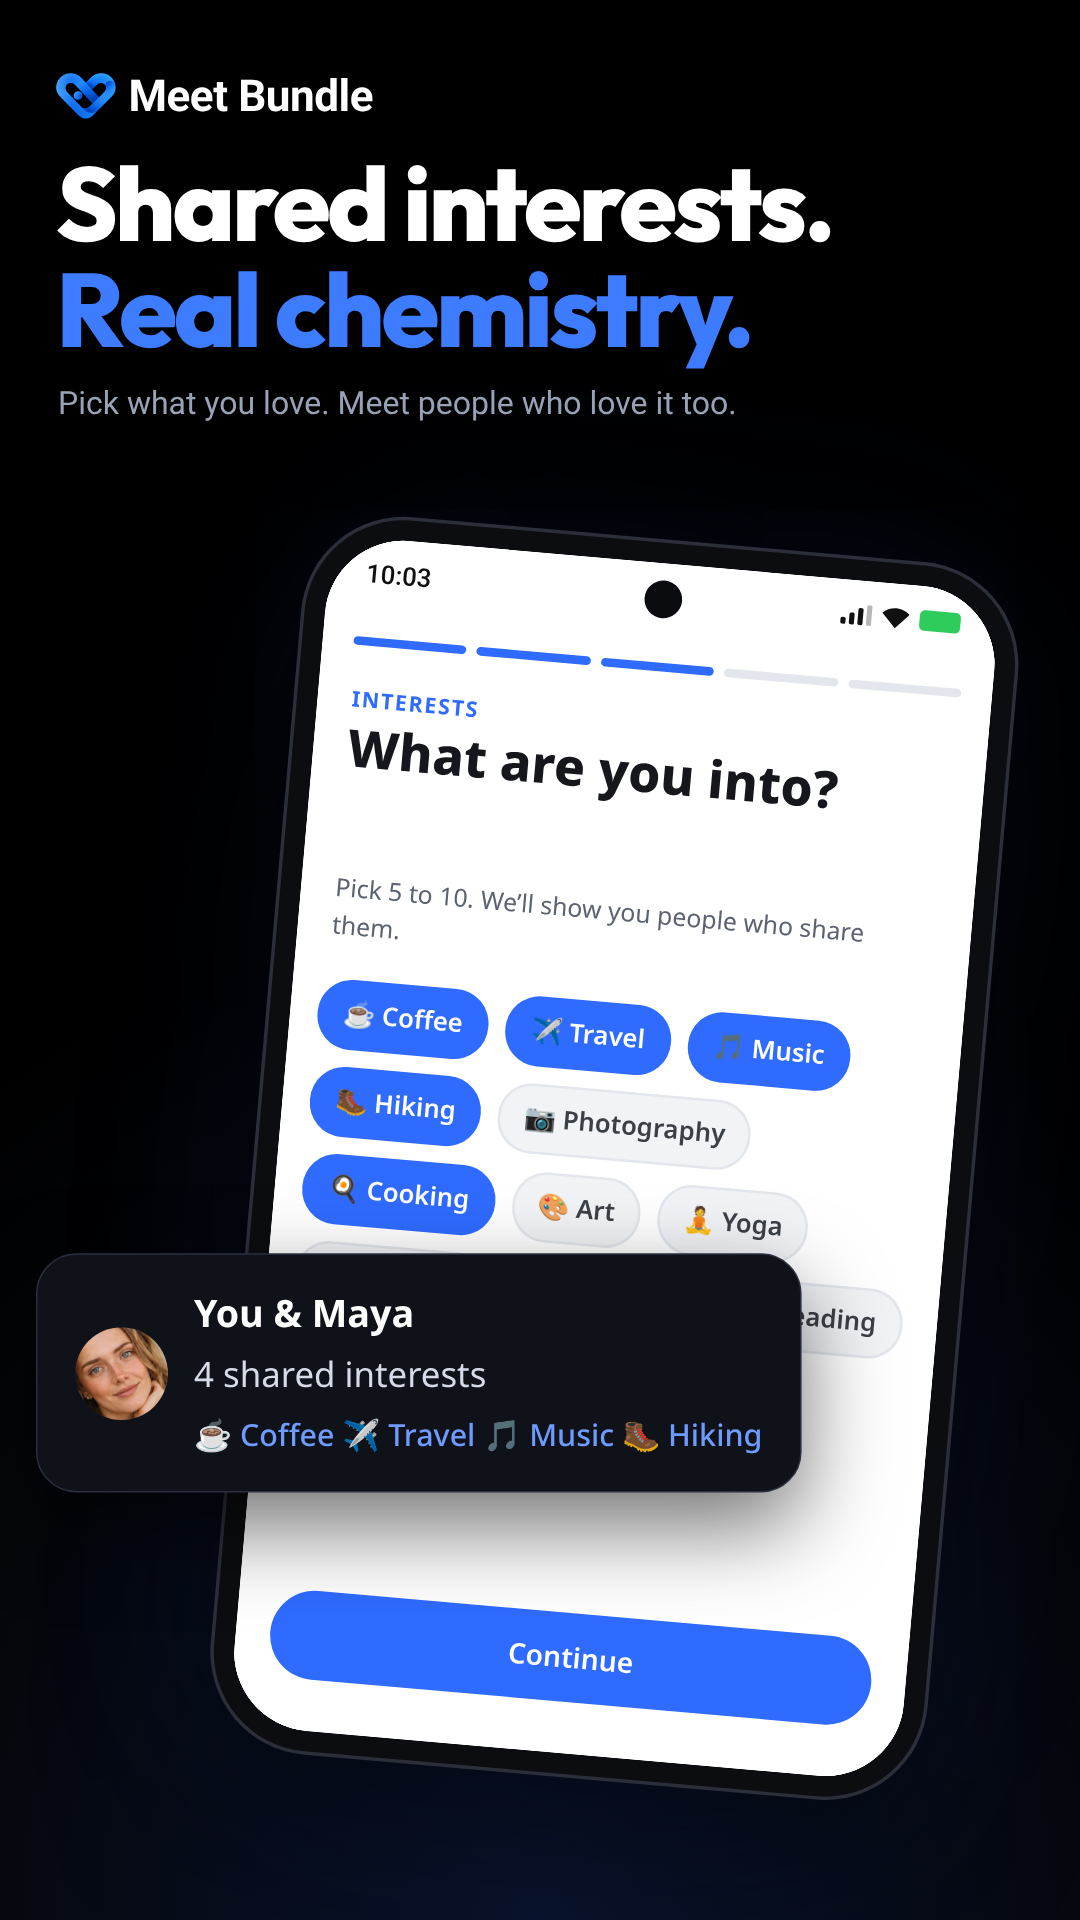 Meet Bundle
Shared interests.
Real chemistry.
Pick what you love. Meet people who love it too.
10:03
INTERESTS
What are you into?
Pick 5 to 10. We’ll show you people who share
them.
☕ Coffee ✈️ Travel 🎵 Music
🥾 Hiking 📷 Photography
🍳 Cooking 🎨 Art 🧘 Yoga
You & Maya
4 shared interests
☕ Coffee ✈️ Travel 🎵 Music 🥾 Hiking
Continue